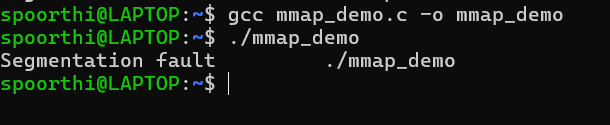 spoorthi@LAPTOP:~$ gcc mmap_demo.c -o mmap_demo
spoorthi@LAPTOP:~$ ./mmap_demo
Segmentation fault         ./mmap_demo
spoorthi@LAPTOP:~$